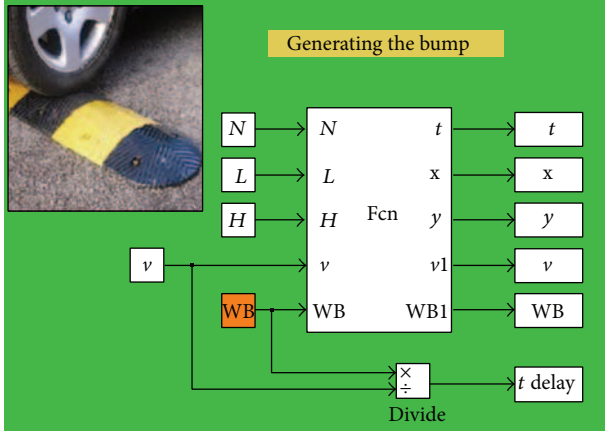 Generating the bump
N N t t
L L x x
H H Fcn y y
v v v1 v
WB WB WB1 WB
×
÷ t delay
Divide